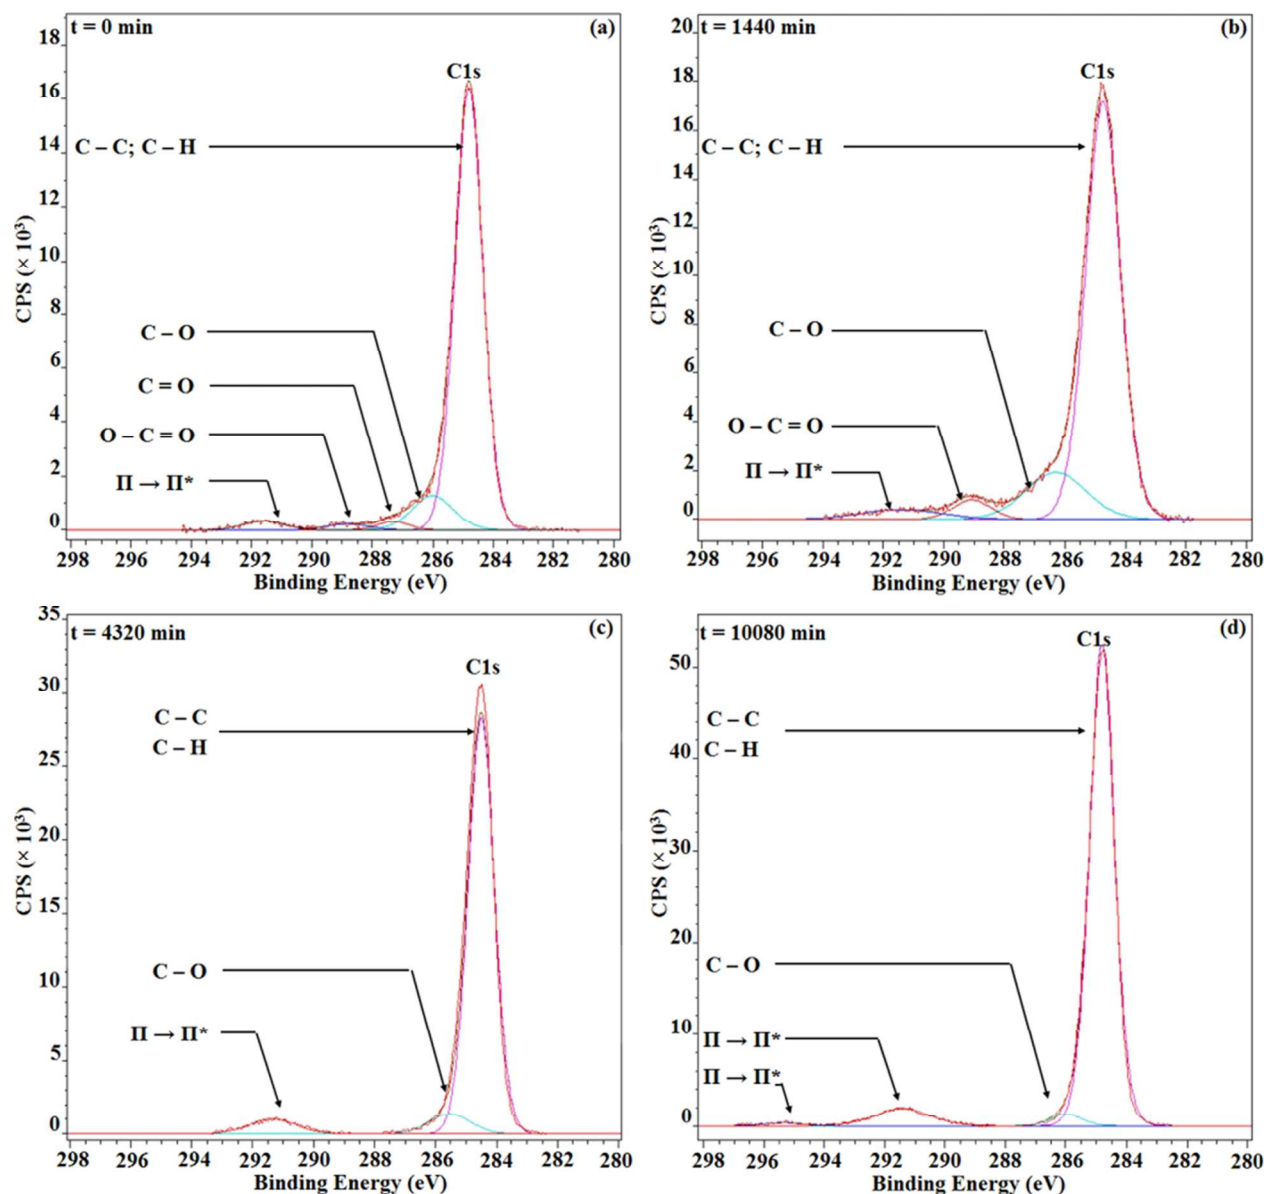 t = 0 min
(a)
C1s
C – C; C – H
C – O
C = O
O – C = O
Π → Π*
18
16
14
12
10
8
6
4
2
0
CPS (× 10³)
298 296 294 292 290 288 286 284 282 280
Binding Energy (eV)
t = 1440 min
(b)
C1s
C – C; C – H
C – O
O – C = O
Π → Π*
20
18
16
14
12
10
8
6
4
2
0
CPS (× 10³)
298 296 294 292 290 288 286 284 282 280
Binding Energy (eV)
t = 4320 min
(c)
C1s
C – C
C – H
C – O
Π → Π*
35
30
25
20
15
10
5
0
CPS (× 10³)
298 296 294 292 290 288 286 284 282 280
Binding Energy (eV)
t = 10080 min
(d)
C1s
C – C
C – H
C – O
Π → Π*
Π → Π*
50
40
30
20
10
0
CPS (× 10³)
298 296 294 292 290 288 286 284 282 280
Binding Energy (eV)